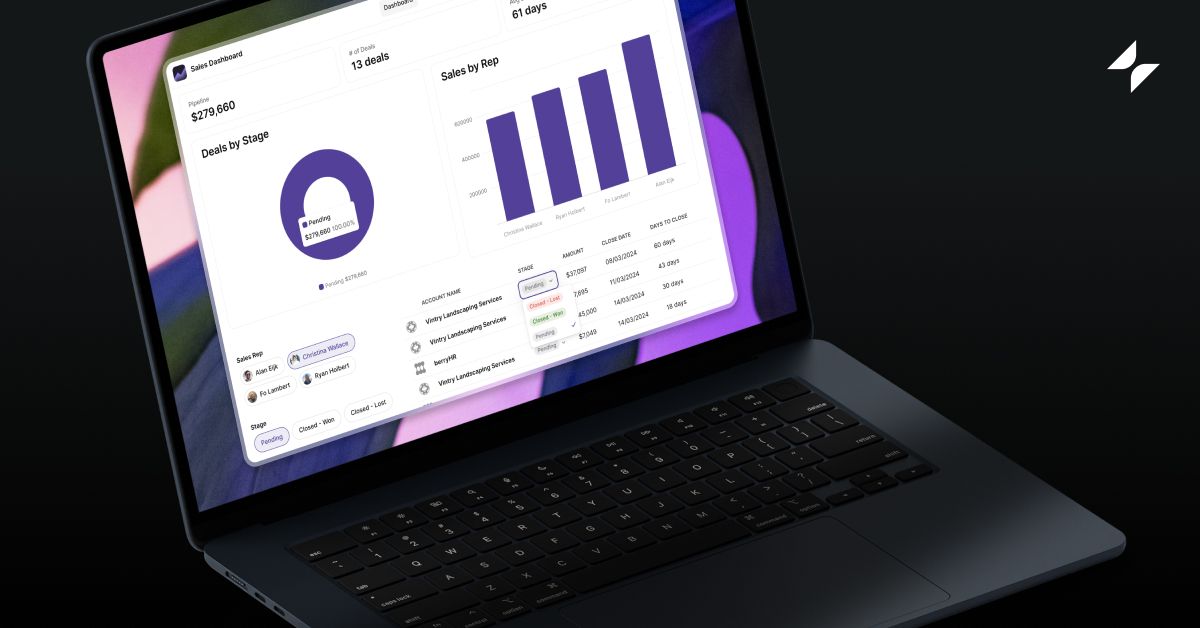 Dashboard
Sales Dashboard
Pipeline
$279,660
# of Deals
13 deals
61 days
Deals by Stage
Pending
$279,660 100.00%
Pending $279,660
Sales by Rep
600000
400000
200000
Christina Wallace
Ryan Holbert
Fo Lambert
Alan Eijk
Sales Rep
Alan Eijk
Christina Wallace
Fo Lambert
Ryan Holbert
Stage
Pending
Closed - Won
Closed - Lost
ACCOUNT NAME STAGE AMOUNT CLOSE DATE DAYS TO CLOSE
Vintry Landscaping Services Pending $37,097 08/03/2024 60 days
Vintry Landscaping Services 7,695 11/03/2024 43 days
berryHR 45,000 14/03/2024 30 days
Vintry Landscaping Services Pending $7,049 14/03/2024 18 days
Closed - Lost
Closed - Won
Pending
esc
delete
tab
return
caps lock
shift
shift
control
option
command
command
option
Q W E R T Y U I O P
A S D F G H J K L
Z X C V B N M